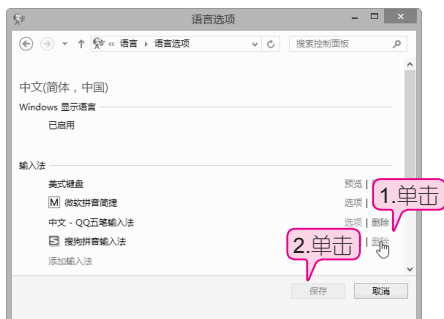 语言选项
« 语言 ▸ 语言选项 搜索控制面板
中文(简体，中国)
Windows 显示语言
已启用
输入法
美式键盘 预览 |
M 微软拼音简捷 选项 |
中文 - QQ五笔输入法 选项 | 删除
搜狗拼音输入法 | 删除
添加输入法
1.单击
2.单击
保存 取消